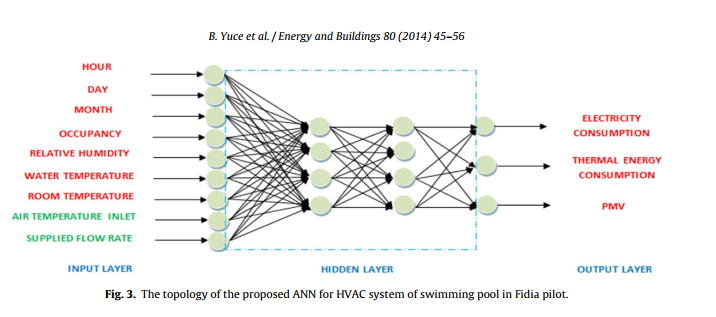 B. Yuce et al. / Energy and Buildings 80 (2014) 45–56
HOUR
DAY
MONTH
OCCUPANCY
RELATIVE HUMIDITY
WATER TEMPERATURE
ROOM TEMPERATURE
AIR TEMPERATURE INLET
SUPPLIED FLOW RATE
ELECTRICITY
CONSUMPTION
THERMAL ENERGY
CONSUMPTION
PMV
INPUT LAYER
HIDDEN LAYER
OUTPUT LAYER
Fig. 3. The topology of the proposed ANN for HVAC system of swimming pool in Fidia pilot.